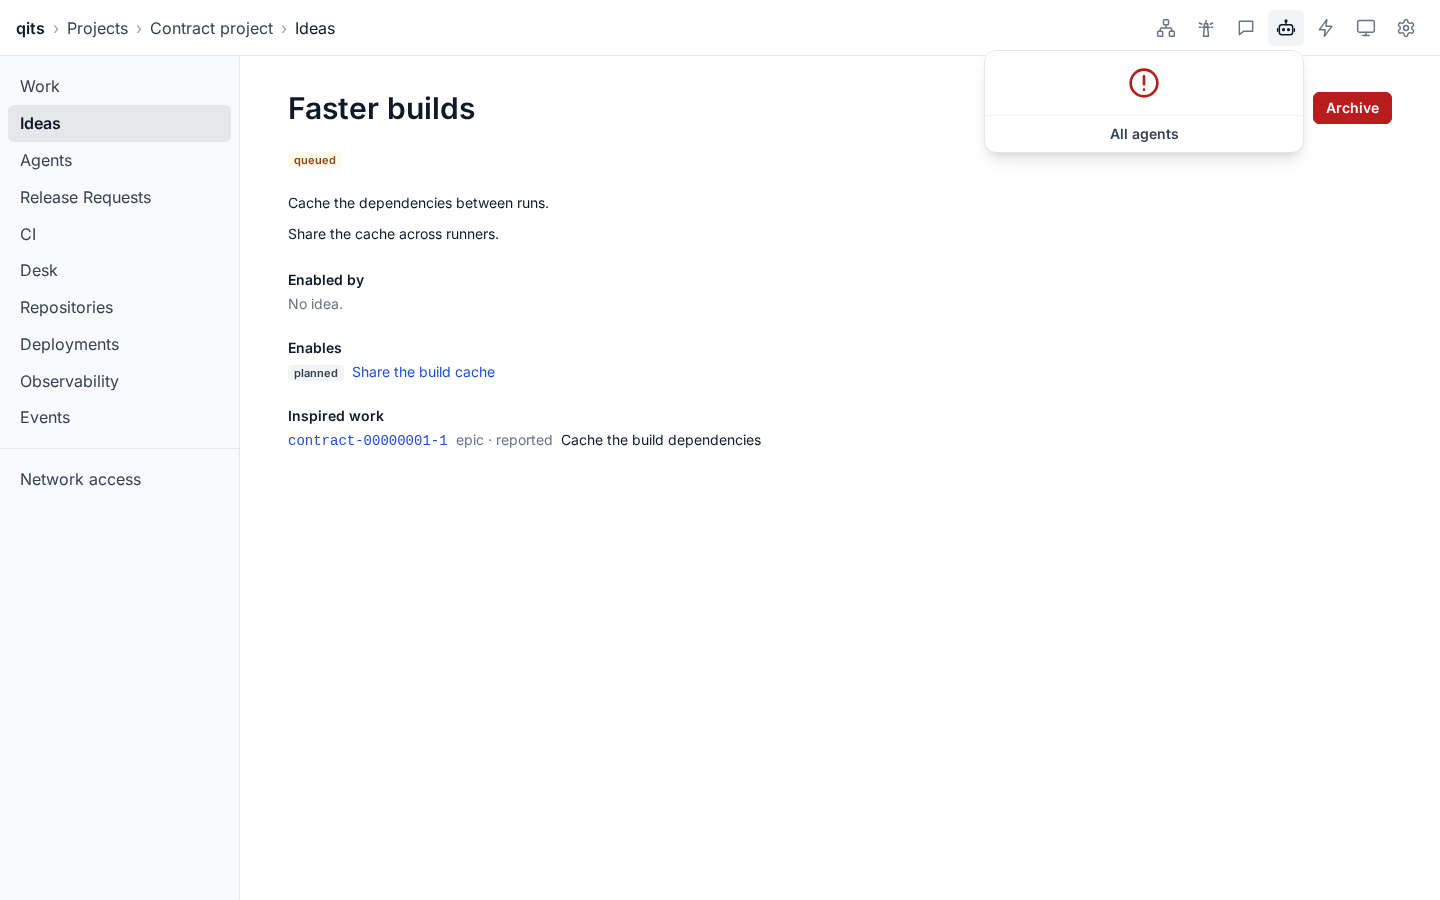 qits › Projects › Contract project › Ideas
Work
Ideas
Agents
Release Requests
CI
Desk
Repositories
Deployments
Observability
Events
Network access
All agents
Faster builds
Archive
queued
Cache the dependencies between runs.
Share the cache across runners.
Enabled by
No idea.
Enables
planned Share the build cache
Inspired work
contract-00000001-1 epic · reported Cache the build dependencies